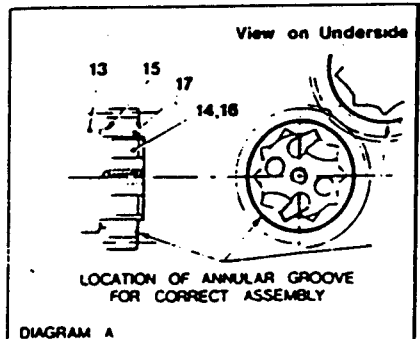 View on Underside
13
15
17
14,16
LOCATION OF ANNULAR GROOVE
FOR CORRECT ASSEMBLY
DIAGRAM A